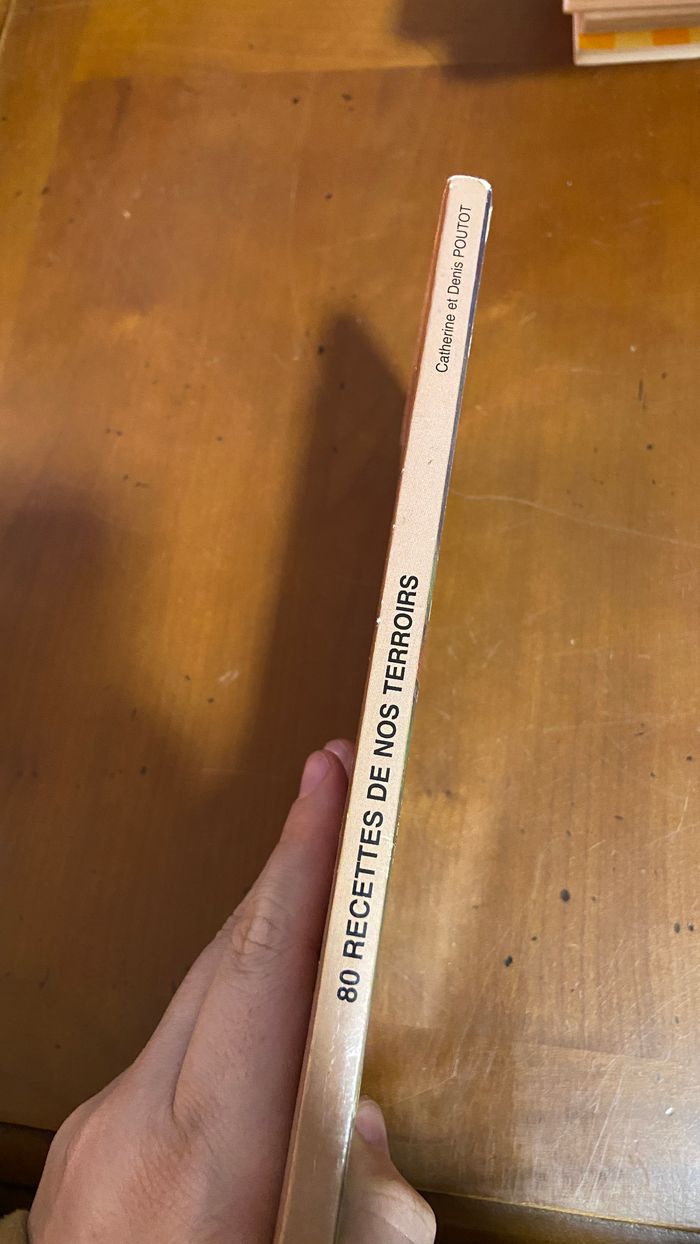 80 RECETTES DE NOS TERROIRS
Catherine et Denis POUTOT